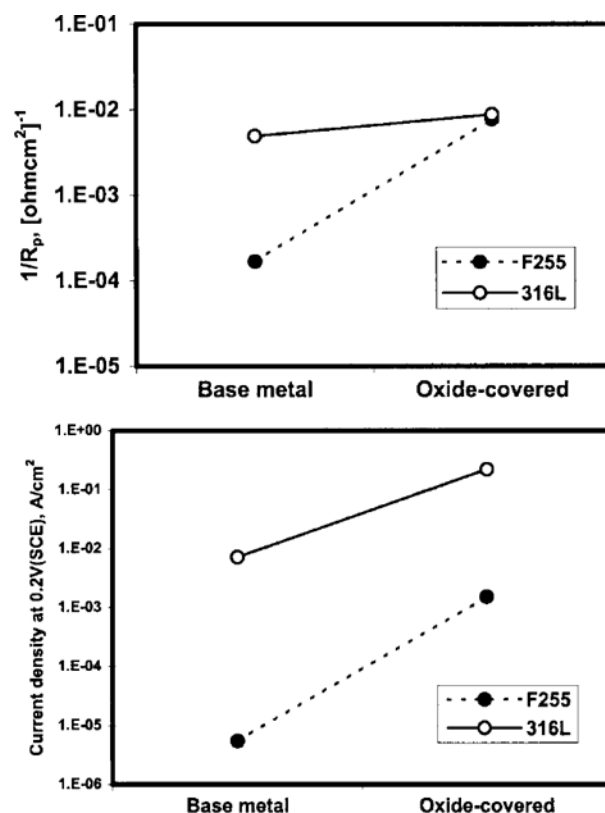 1.E-01
1.E-02
1.E-03
1.E-04
1.E-05
1/Rp, [ohmcm²]⁻¹
F255
316L
Base metal
Oxide-covered
1.E+00
1.E-01
1.E-02
1.E-03
1.E-04
1.E-05
1.E-06
Current density at 0.2V(SCE), A/cm²
F255
316L
Base metal
Oxide-covered